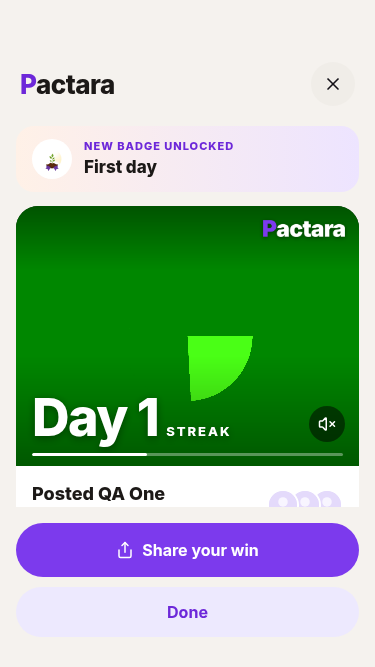 Pactara
NEW BADGE UNLOCKED
First day
Pactara
Day 1 STREAK
Posted QA One
Share your win
Done